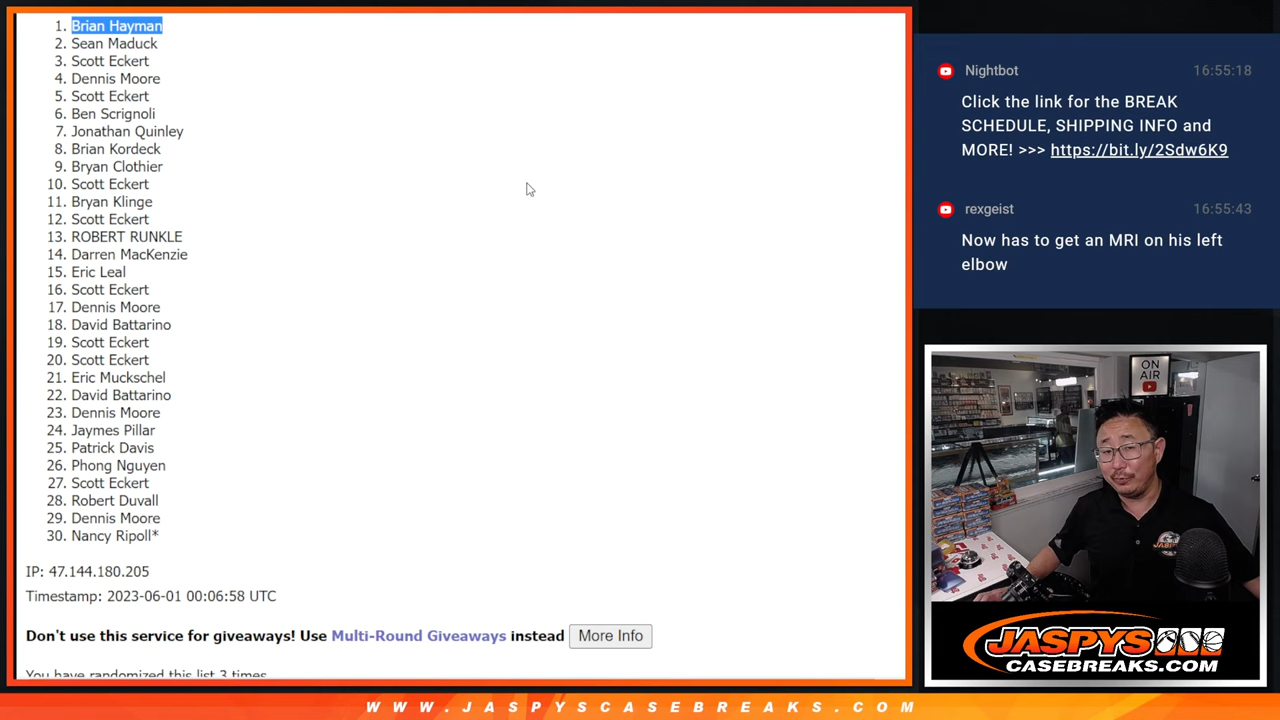 1. Brian Hayman
2. Sean Maduck
3. Scott Eckert
4. Dennis Moore
5. Scott Eckert
6. Ben Scrignoli
7. Jonathan Quinley
8. Brian Kordeck
9. Bryan Clothier
10. Scott Eckert
11. Bryan Klinge
12. Scott Eckert
13. ROBERT RUNKLE
14. Darren MacKenzie
15. Eric Leal
16. Scott Eckert
17. Dennis Moore
18. David Battarino
19. Scott Eckert
20. Scott Eckert
21. Eric Muckschel
22. David Battarino
23. Dennis Moore
24. Jaymes Pillar
25. Patrick Davis
26. Phong Nguyen
27. Scott Eckert
28. Robert Duvall
29. Dennis Moore
30. Nancy Ripoll*
IP: 47.144.180.205
Timestamp: 2023-06-01 00:06:58 UTC
Don't use this service for giveaways! Use Multi-Round Giveaways instead More Info
You have randomized this list 3 times
Nightbot 16:55:18
Click the link for the BREAK
SCHEDULE, SHIPPING INFO and
MORE! >>> https://bit.ly/2Sdw6K9
rexgeist 16:55:43
Now has to get an MRI on his left
elbow
ON
AIR
JASPYS
JASPYS
CASEBREAKS.COM
WWW.JASPYSCASEBREAKS.COM